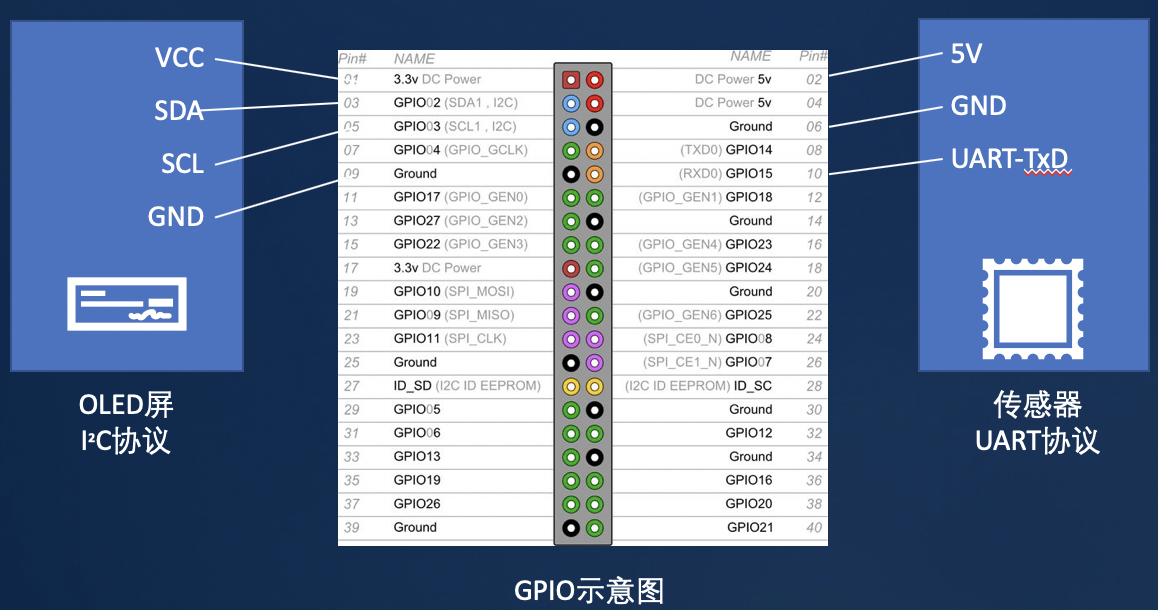 VCC
SDA
SCL
GND
OLED屏
I²C协议
Pin# NAME NAME Pin#
01 3.3v DC Power DC Power 5v 02
03 GPIO02 (SDA1 , I2C) DC Power 5v 04
05 GPIO03 (SCL1 , I2C) Ground 06
07 GPIO04 (GPIO_GCLK) (TXD0) GPIO14 08
09 Ground (RXD0) GPIO15 10
11 GPIO17 (GPIO_GEN0) (GPIO_GEN1) GPIO18 12
13 GPIO27 (GPIO_GEN2) Ground 14
15 GPIO22 (GPIO_GEN3) (GPIO_GEN4) GPIO23 16
17 3.3v DC Power (GPIO_GEN5) GPIO24 18
19 GPIO10 (SPI_MOSI) Ground 20
21 GPIO09 (SPI_MISO) (GPIO_GEN6) GPIO25 22
23 GPIO11 (SPI_CLK) (SPI_CE0_N) GPIO08 24
25 Ground (SPI_CE1_N) GPIO07 26
27 ID_SD (I2C ID EEPROM) (I2C ID EEPROM) ID_SC 28
29 GPIO05 Ground 30
31 GPIO06 GPIO12 32
33 GPIO13 Ground 34
35 GPIO19 GPIO16 36
37 GPIO26 GPIO20 38
39 Ground GPIO21 40
5V
GND
UART-TxD
传感器
UART协议
GPIO示意图